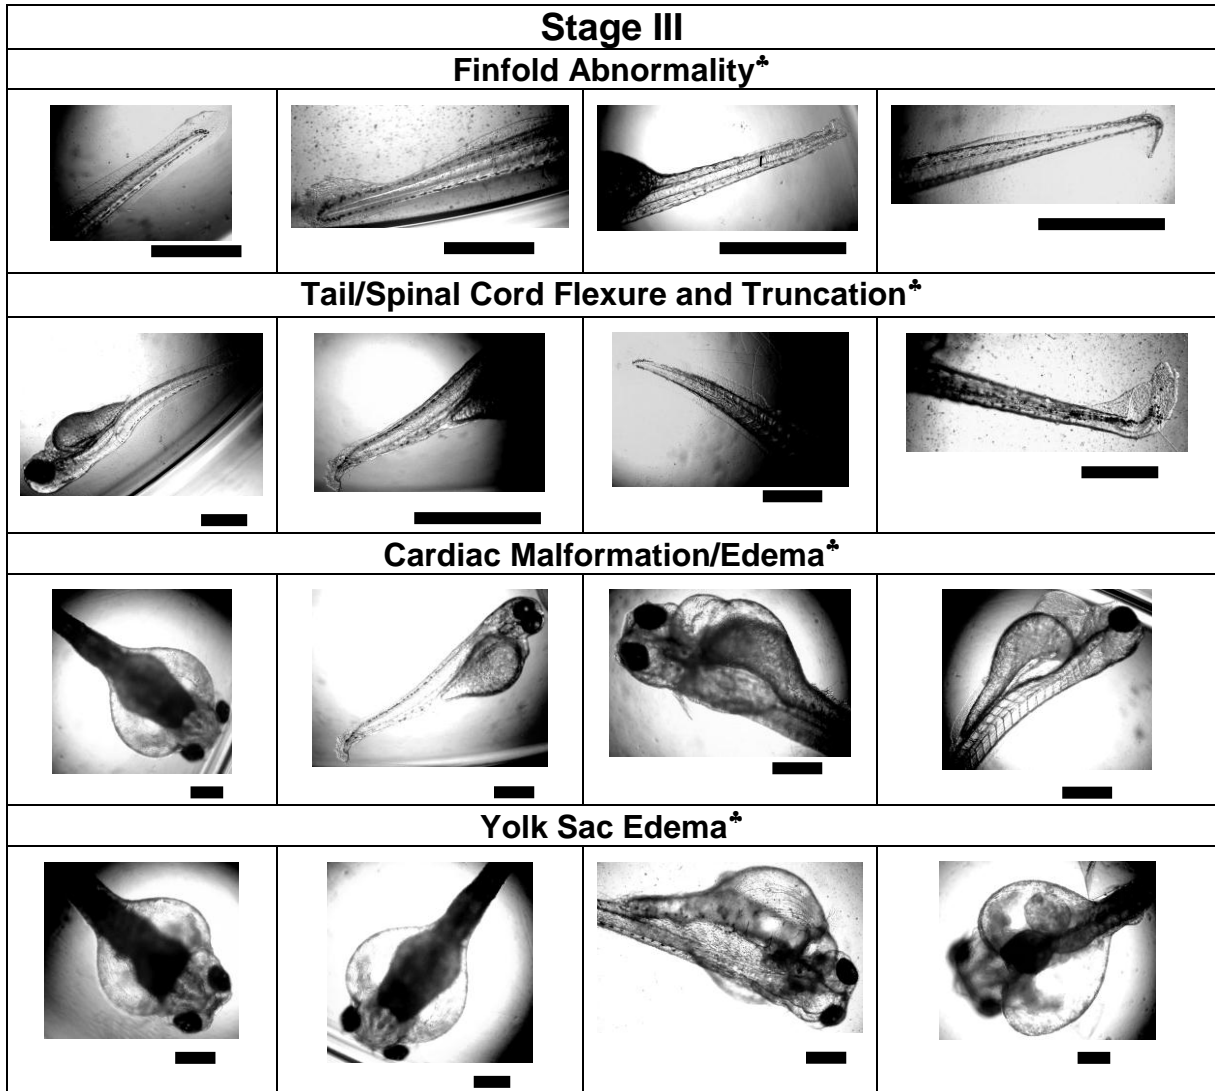 Stage III
Finfold Abnormality♣
Tail/Spinal Cord Flexure and Truncation♣
Cardiac Malformation/Edema♣
Yolk Sac Edema♣